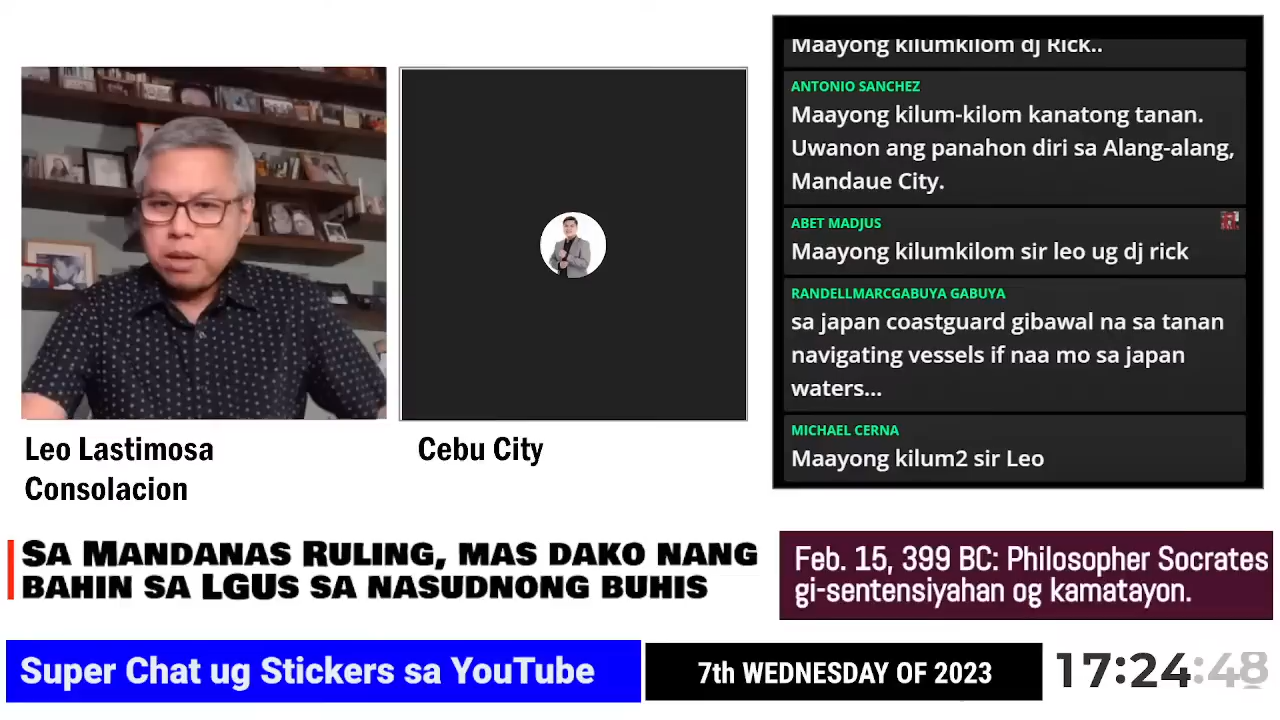 Leo Lastimosa
Consolacion
Cebu City
Maayong kilumkilom dj Rick..
ANTONIO SANCHEZ
Maayong kilum-kilom kanatong tanan.
Uwanon ang panahon diri sa Alang-alang,
Mandaue City.
ABET MADJUS
Maayong kilumkilom sir leo ug dj rick
RANDELLMARCGABUYA GABUYA
sa japan coastguard gibawal na sa tanan
navigating vessels if naa mo sa japan
waters...
MICHAEL CERNA
Maayong kilum2 sir Leo
SA MANDANAS RULING, MAS DAKO NANG
BAHIN SA LGUS SA NASUDNONG BUHIS
Feb. 15, 399 BC: Philosopher Socrates
gi-sentensiyahan og kamatayon.
Super Chat ug Stickers sa YouTube
7th WEDNESDAY OF 2023
17:24:48